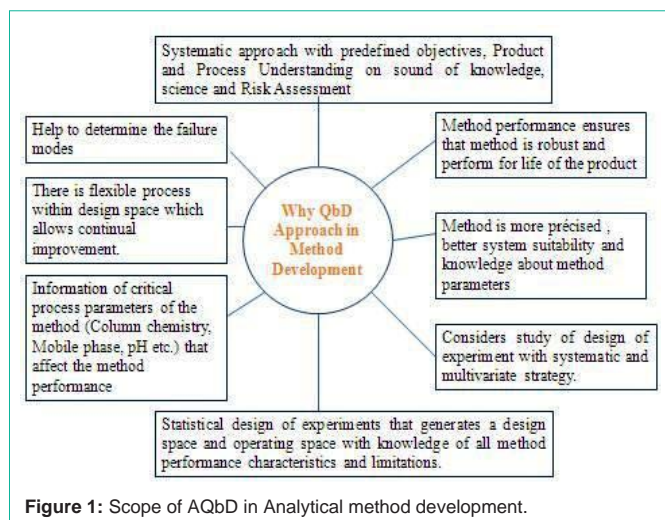 Systematic approach with predefined objectives, Product
and Process Understanding on sound of knowledge,
science and Risk Assessment
Help to determine the failure
modes
Method performance ensures
that method is robust and
perform for life of the product
There is flexible process
within design space which
allows continual
improvement.
Why QbD
Approach in
Method
Development
Method is more précised ,
better system suitability and
knowledge about method
parameters
Information of critical
process parameters of the
method (Column chemistry,
Mobile phase, pH etc.) that
affect the method
performance
Considers study of design of
experiment with systematic and
multivariate strategy.
Statistical design of experiments that generates a design
space and operating space with knowledge of all method
performance characteristics and limitations.
Figure 1: Scope of AQbD in Analytical method development.